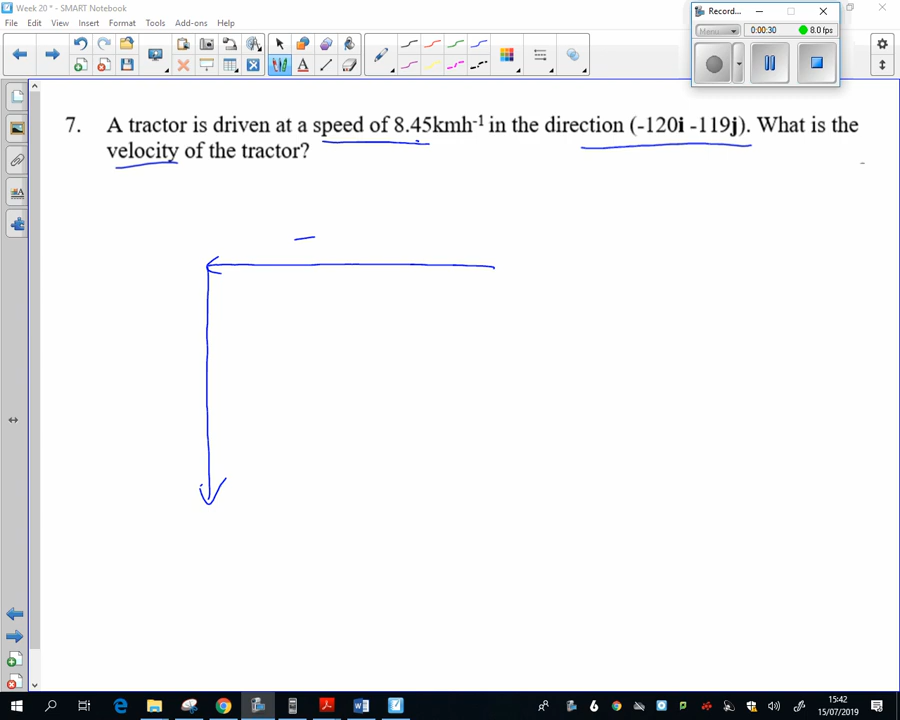 Week 20 * - SMART Notebook
File Edit View Insert Format Tools Add-ons Help
Record...
Menu
0:00:30
8.0 fps
7. A tractor is driven at a speed of 8.45kmh⁻¹ in the direction (-120i -119j). What is the
velocity of the tractor?
15:42
15/07/2019